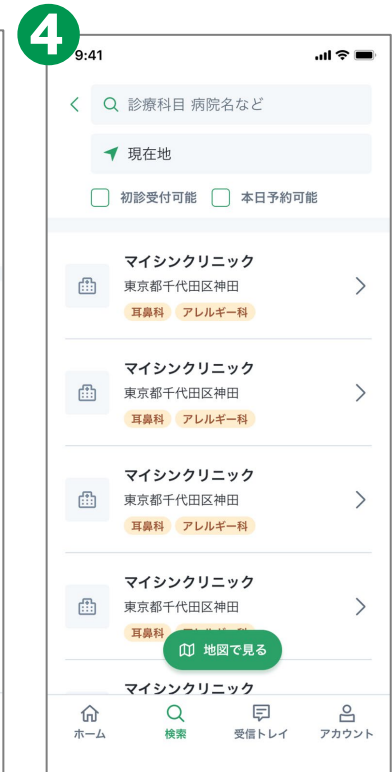 4
9:41
診療科目 病院名など
現在地
初診受付可能 本日予約可能
マイシンクリニック
東京都千代田区神田
耳鼻科 アレルギー科
マイシンクリニック
東京都千代田区神田
耳鼻科 アレルギー科
マイシンクリニック
東京都千代田区神田
耳鼻科 アレルギー科
マイシンクリニック
東京都千代田区神田
耳鼻科
地図で見る
マイシンクリニック
ホーム 検索 受信トレイ アカウント